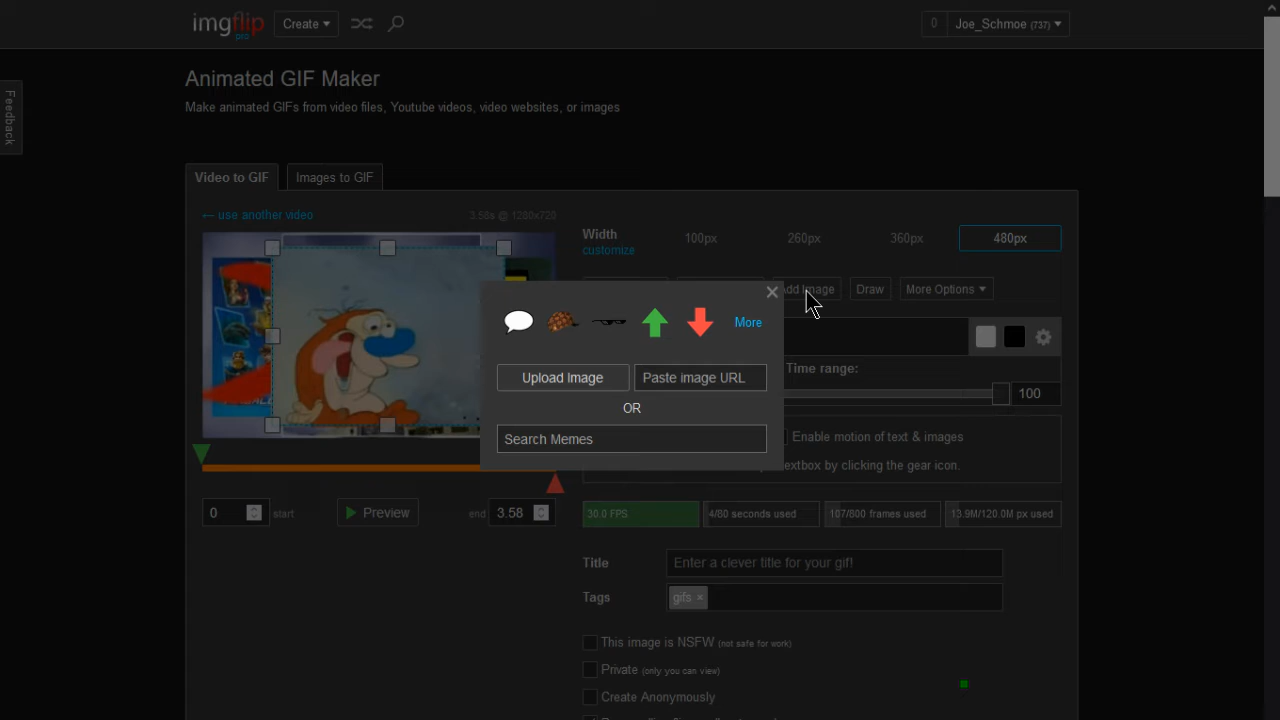 imgflip
pro
Create
0
Joe_Schmoe (737)
Feedback
Animated GIF Maker
Make animated GIFs from video files, Youtube videos, video websites, or images
Video to GIF
Images to GIF
← use another video
3.58s @ 1280x720
Width
customize
100px
260px
360px
480px
Add Image
Draw
More Options
More
Upload Image
Paste image URL
OR
Search Memes
Time range:
100
Enable motion of text & images
textbox by clicking the gear icon.
0
start
Preview
end
3.58
30.0 FPS
4/80 seconds used
107/800 frames used
13.9M/120.0M px used
Title
Enter a clever title for your gif!
Tags
gifs ×
This image is NSFW (not safe for work)
Private (only you can view)
Create Anonymously